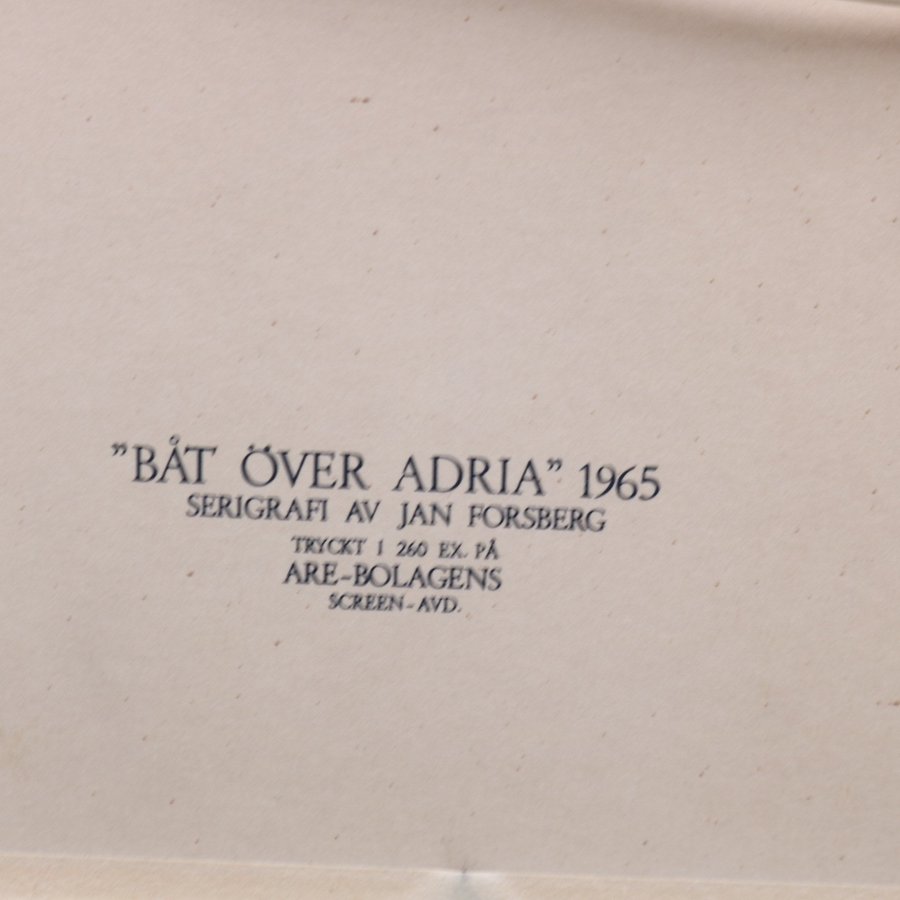 ”BÅT ÖVER ADRIA” 1965
SERIGRAFI AV JAN FORSBERG
TRYCKT I 260 EX. PÅ
ARE-BOLAGENS
SCREEN-AVD.